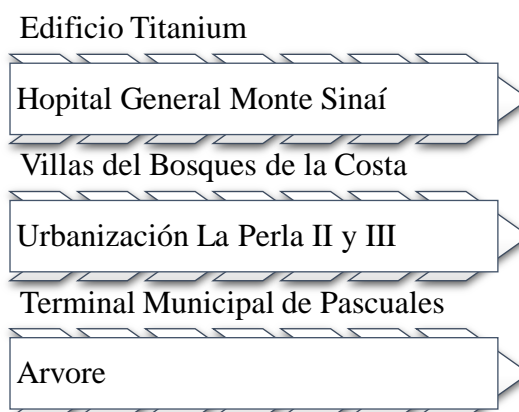 Edificio Titanium
Hopital General Monte Sinaí
Villas del Bosques de la Costa
Urbanización La Perla II y III
Terminal Municipal de Pascuales
Arvore